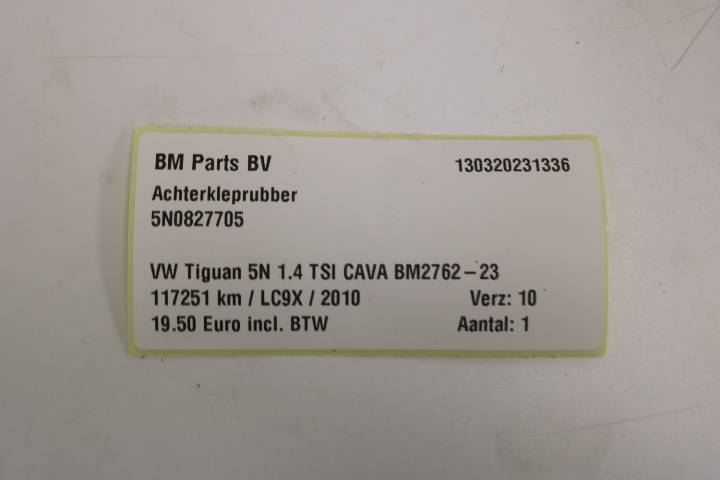 BM Parts BV 130320231336
Achterkleprubber
5N0827705
VW Tiguan 5N 1.4 TSI CAVA BM2762-23
117251 km / LC9X / 2010 Verz: 10
19.50 Euro incl. BTW Aantal: 1